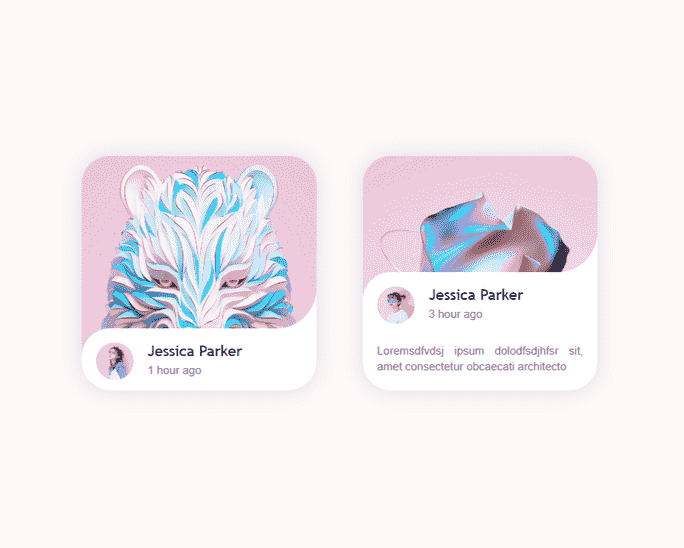 Jessica Parker
1 hour ago
Jessica Parker
3 hour ago
Loremsdfvdsj ipsum dolodfsdjhfsr sit,
amet consectetur obcaecati architecto